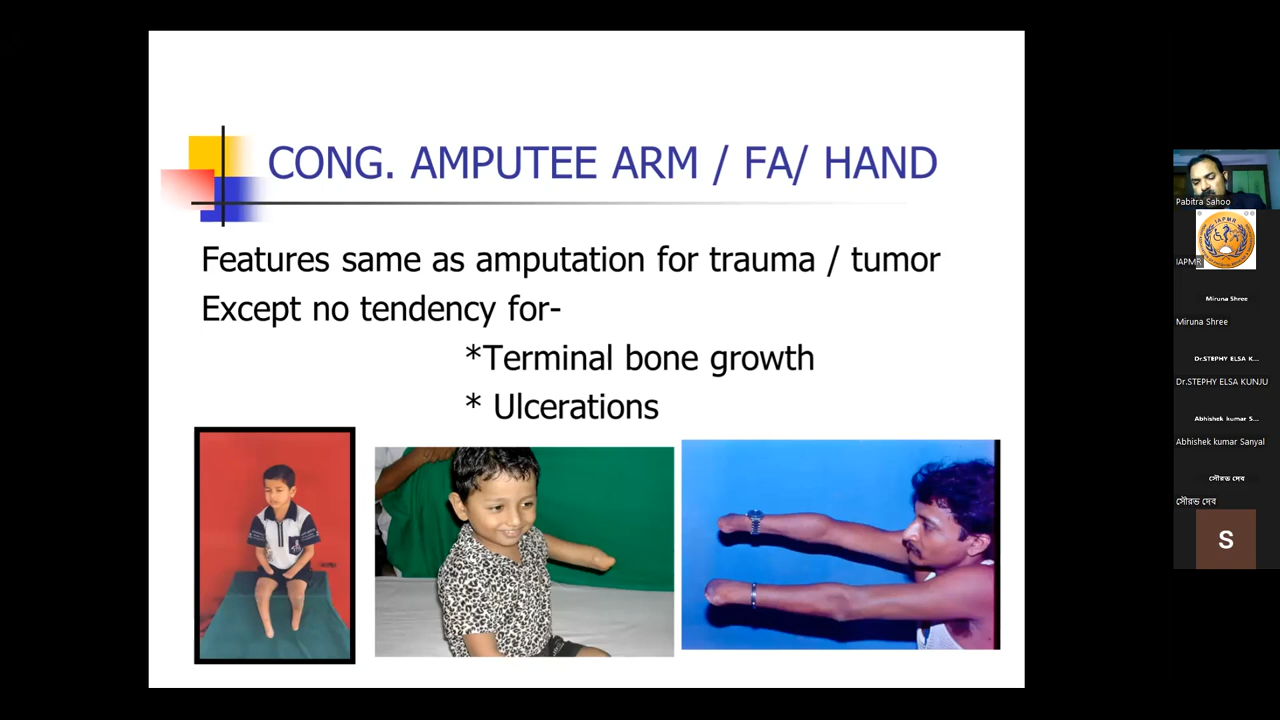 CONG. AMPUTEE ARM / FA/ HAND
Features same as amputation for trauma / tumor
Except no tendency for-
*Terminal bone growth
* Ulcerations
Pabitra Sahoo
IAPMR
IAPMR
Miruna Shree
Miruna Shree
Dr.STEPHY ELSA K...
Dr.STEPHY ELSA KUNJU
Abhishek kumar S...
Abhishek kumar Sanyal
সৌরভ দেব
সৌরভ দেব
S